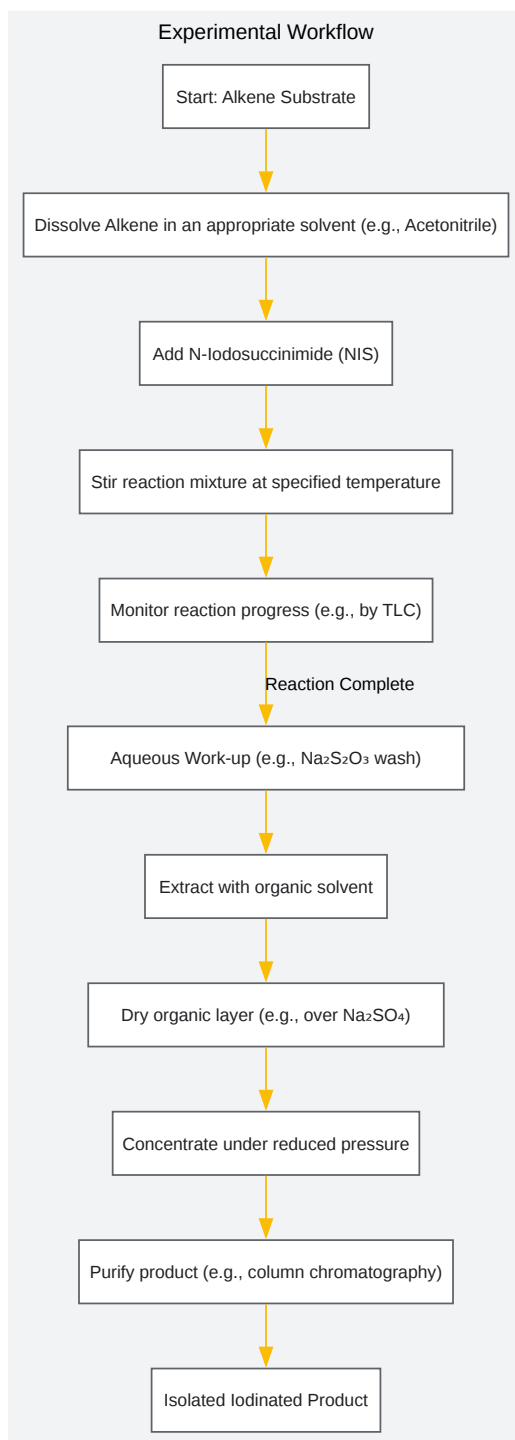 Experimental Workflow
Start: Alkene Substrate
Dissolve Alkene in an appropriate solvent (e.g., Acetonitrile)
Add N-Iodosuccinimide (NIS)
Stir reaction mixture at specified temperature
Monitor reaction progress (e.g., by TLC)
Reaction Complete
Aqueous Work-up (e.g., Na₂S₂O₃ wash)
Extract with organic solvent
Dry organic layer (e.g., over Na₂SO₄)
Concentrate under reduced pressure
Purify product (e.g., column chromatography)
Isolated Iodinated Product